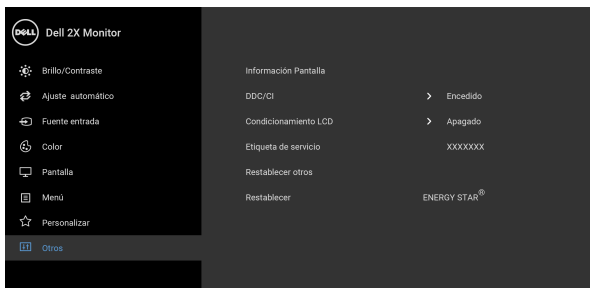 DELL Dell 2X Monitor
Brillo/Contraste
Información Pantalla
Ajuste automático
DDC/CI > Encedido
Fuente entrada
Condicionamiento LCD > Apagado
Color
Etiqueta de servicio XXXXXXX
Pantalla
Restablecer otros
Menú
Restablecer ENERGY STAR®
Personalizar
Otros